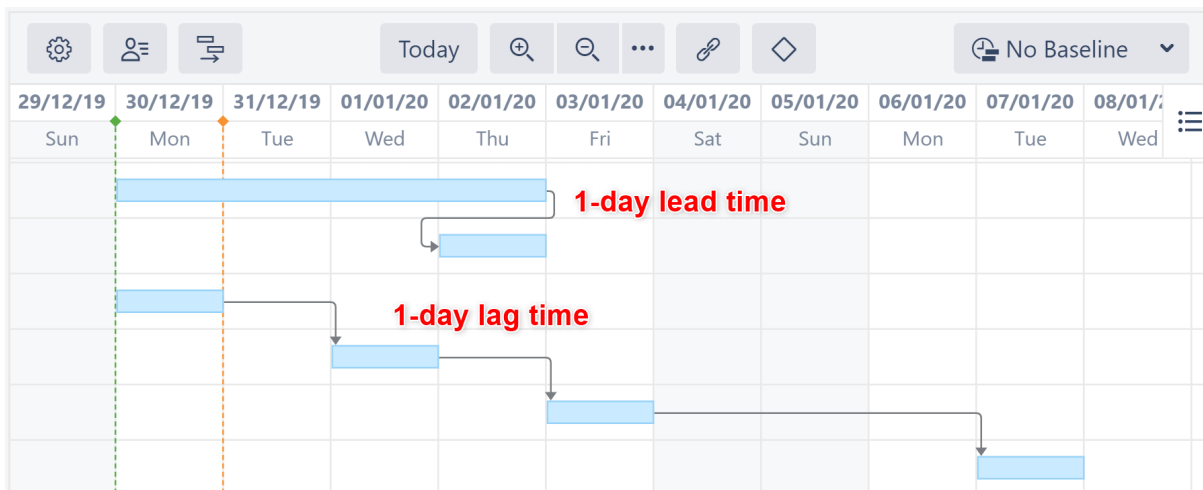 Today ••• No Baseline
29/12/19 30/12/19 31/12/19 01/01/20 02/01/20 03/01/20 04/01/20 05/01/20 06/01/20 07/01/20 08/01/
Sun Mon Tue Wed Thu Fri Sat Sun Mon Tue Wed
1-day lead time
1-day lag time